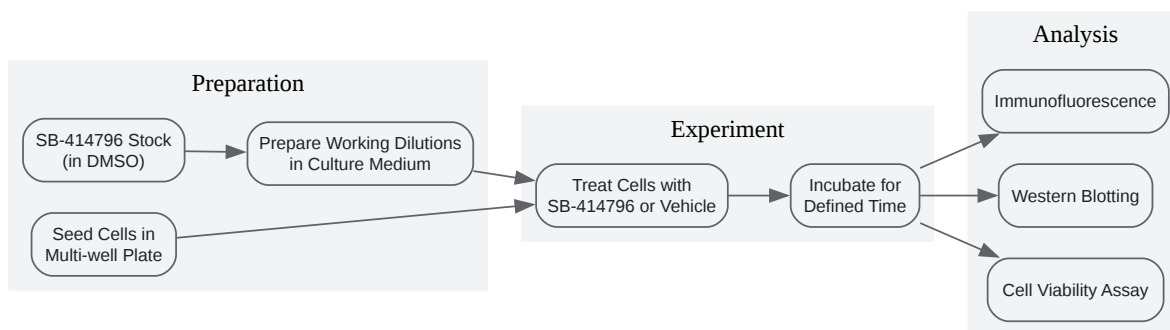 Preparation
SB-414796 Stock
(in DMSO)
Prepare Working Dilutions
in Culture Medium
Seed Cells in
Multi-well Plate
Experiment
Treat Cells with
SB-414796 or Vehicle
Incubate for
Defined Time
Analysis
Immunofluorescence
Western Blotting
Cell Viability Assay